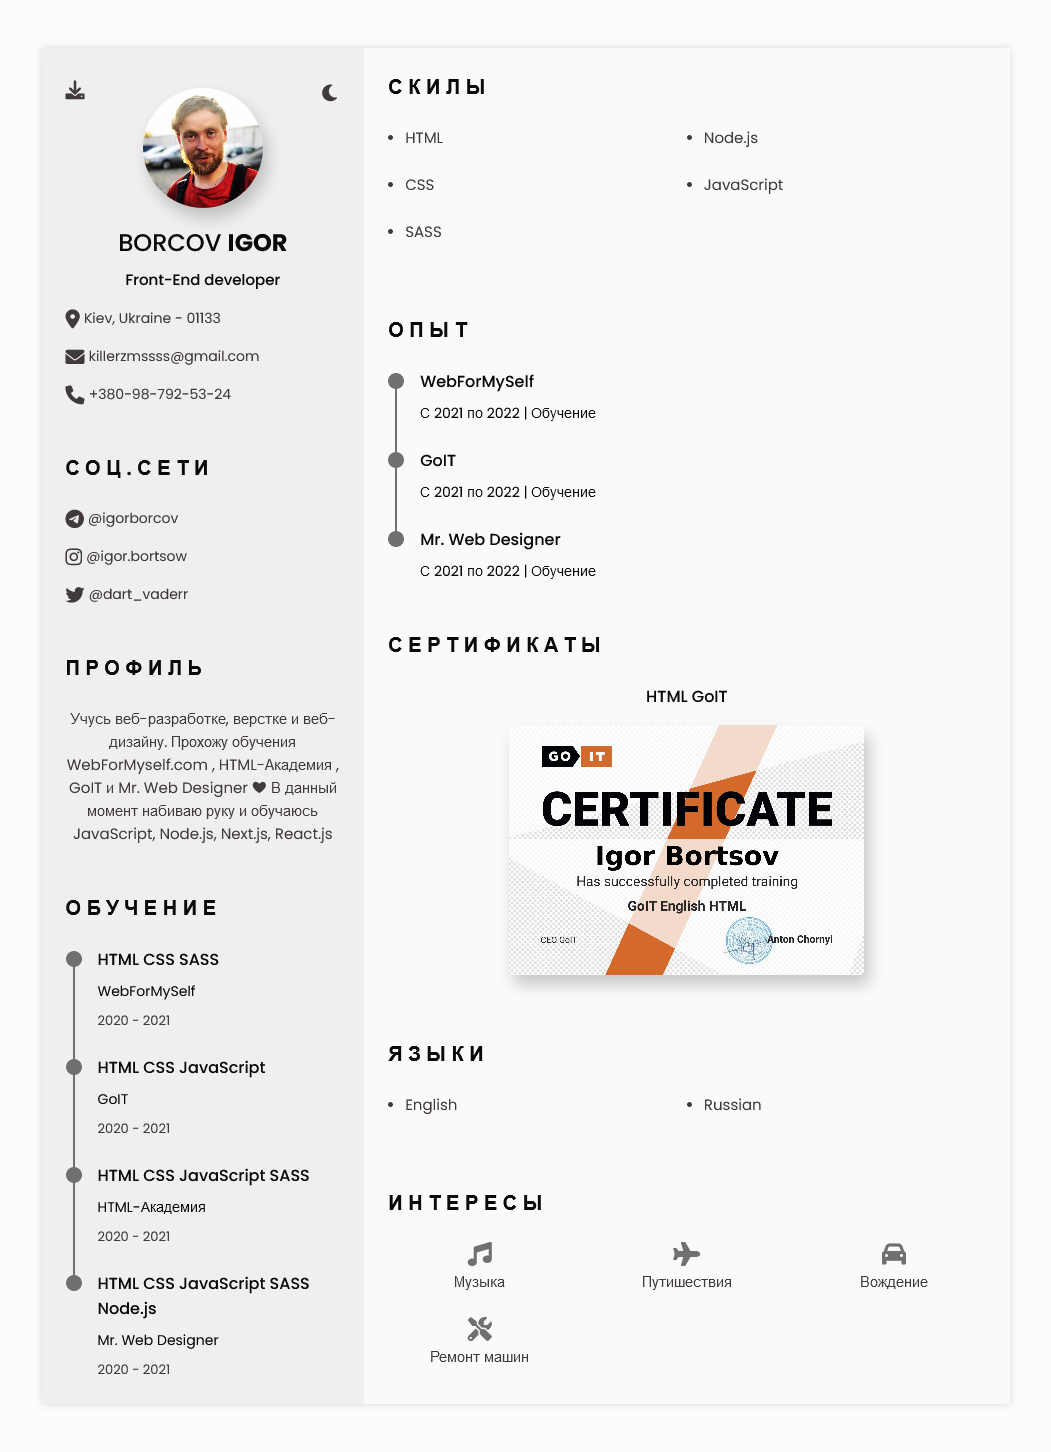 BORCOV IGOR
Front-End developer
Kiev, Ukraine - 01133
killerzmssss@gmail.com
+380-98-792-53-24
СОЦ.СЕТИ
@igorborcov
@igor.bortsow
@dart_vaderr
ПРОФИЛЬ
Учусь веб-разработке, верстке и веб-
дизайну. Прохожу обучения
WebForMyself.com , HTML-Академия ,
GoIT и Mr. Web Designer ♥ В данный
момент набиваю руку и обучаюсь
JavaScript, Node.js, Next.js, React.js
ОБУЧЕНИЕ
HTML CSS SASS
WebForMySelf
2020 - 2021
HTML CSS JavaScript
GoIT
2020 - 2021
HTML CSS JavaScript SASS
HTML-Академия
2020 - 2021
HTML CSS JavaScript SASS
Node.js
Mr. Web Designer
2020 - 2021
СКИЛЫ
• HTML
• CSS
• SASS
• Node.js
• JavaScript
ОПЫТ
WebForMySelf
С 2021 по 2022 | Обучение
GoIT
С 2021 по 2022 | Обучение
Mr. Web Designer
С 2021 по 2022 | Обучение
СЕРТИФИКАТЫ
HTML GoIT
GO IT
CERTIFICATE
Igor Bortsov
Has successfully completed training
GoIT English HTML
CEO GoIT
Anton Chornyi
ЯЗЫКИ
• English
• Russian
ИНТЕРЕСЫ
Музыка
Путишествия
Вождение
Ремонт машин